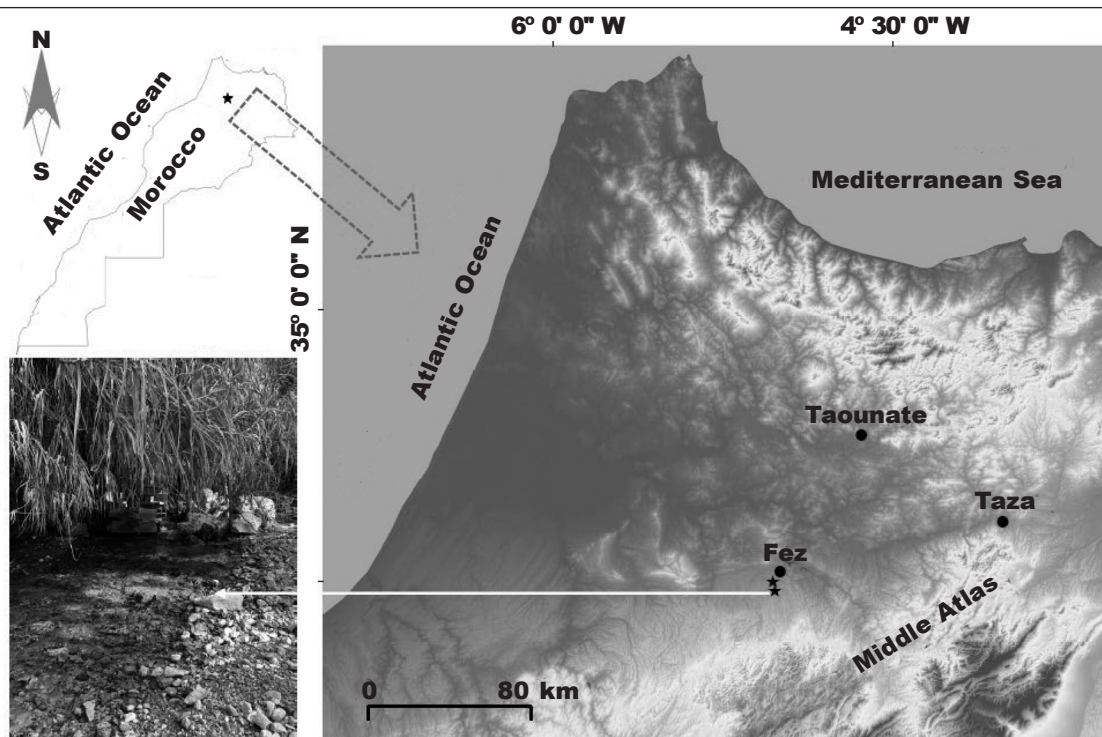 6° 0' 0" W
4° 30' 0" W
N
S
Atlantic Ocean
Morocco
35° 0' 0" N
Atlantic Ocean
Mediterranean Sea
Taounate
Taza
Fez
Middle Atlas
0
80 km